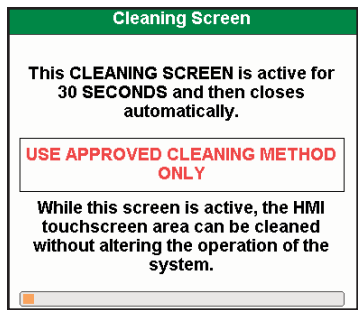 Cleaning Screen
This CLEANING SCREEN is active for
30 SECONDS and then closes
automatically.
USE APPROVED CLEANING METHOD
ONLY
While this screen is active, the HMI
touchscreen area can be cleaned
without altering the operation of the
system.